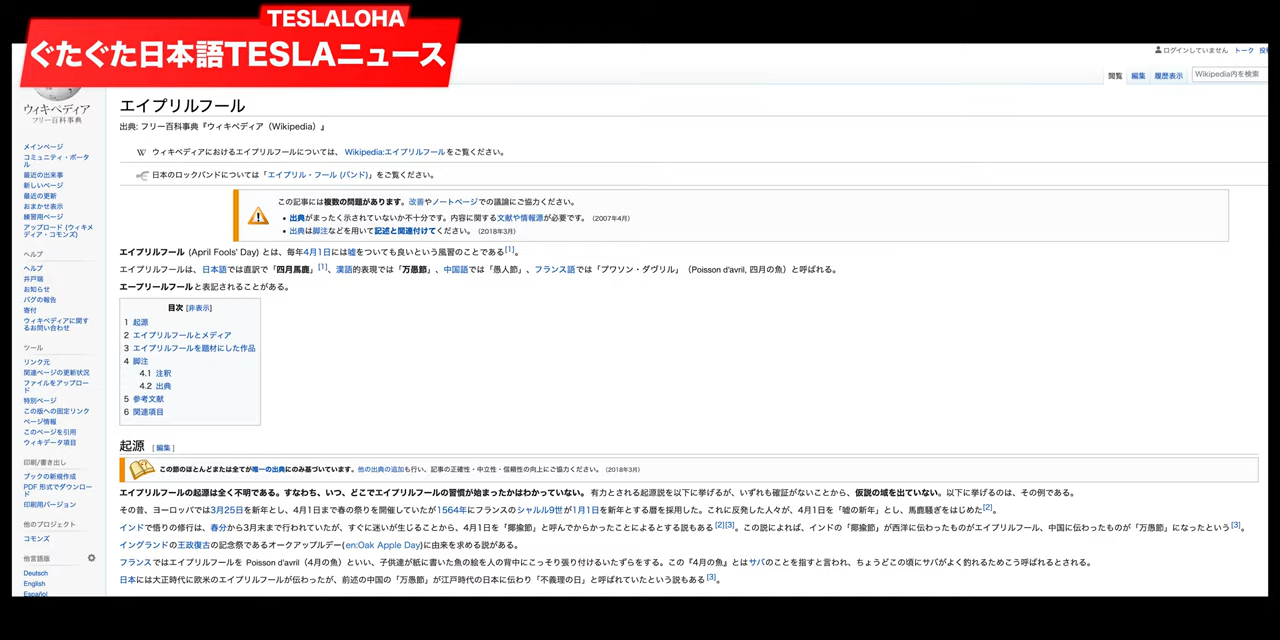 TESLALOHA
ぐたぐた日本語TESLAニュース
ログインしていません トーク 投稿
閲覧 編集 履歴表示 Wikipedia内を検索
ウィキペディア
フリー百科事典
メインページ
コミュニティ・ポータ
ル
最近の出来事
新しいページ
最近の更新
おまかせ表示
練習用ページ
アップロード (ウィキメ
ディア・コモンズ)
ヘルプ
ヘルプ
井戸端
お知らせ
バグの報告
寄付
ウィキペディアに関す
るお問い合わせ
ツール
リンク元
関連ページの更新状況
ファイルをアップロー
ド
特別ページ
この版への固定リンク
ページ情報
このページを引用
ウィキデータ項目
印刷/書き出し
ブックの新規作成
PDF 形式でダウンロー
ド
印刷用バージョン
他のプロジェクト
コモンズ
他言語版
Deutsch
English
Español
エイプリルフール
出典: フリー百科事典『ウィキペディア（Wikipedia）』
W ウィキペディアにおけるエイプリルフールについては、Wikipedia:エイプリルフールをご覧ください。
日本のロックバンドについては「エイプリル・フール (バンド)」をご覧ください。
この記事には複数の問題があります。改善やノートページでの議論にご協力ください。
• 出典がまったく示されていないか不十分です。内容に関する文献や情報源が必要です。（2007年4月）
• 出典は脚注などを用いて記述と関連付けてください。（2018年3月）
エイプリルフール (April Fools' Day) とは、毎年4月1日には嘘をついても良いという風習のことである[1]。
エイプリルフールは、日本語では直訳で「四月馬鹿」[1]、漢語的表現では「万愚節」、中国語では「愚人節」、フランス語では「プワソン・ダヴリル」（Poisson d'avril, 四月の魚）と呼ばれる。
エープリールフールと表記されることがある。
目次 [非表示]
1 起源
2 エイプリルフールとメディア
3 エイプリルフールを題材にした作品
4 脚注
4.1 注釈
4.2 出典
5 参考文献
6 関連項目
起源 [ 編集 ]
この節のほとんどまたは全てが唯一の出典にのみ基づいています。他の出典の追加も行い、記事の正確性・中立性・信頼性の向上にご協力ください。（2018年3月）
エイプリルフールの起源は全く不明である。すなわち、いつ、どこでエイプリルフールの習慣が始まったかはわかっていない。有力とされる起源説を以下に挙げるが、いずれも確証がないことから、仮説の域を出ていない。以下に挙げるのは、その例である。
その昔、ヨーロッパでは3月25日を新年とし、4月1日まで春の祭りを開催していたが1564年にフランスのシャルル9世が1月1日を新年とする暦を採用した。これに反発した人々が、4月1日を「嘘の新年」とし、馬鹿騒ぎをはじめた[2]。
インドで悟りの修行は、春分から3月末まで行われていたが、すぐに迷いが生じることから、4月1日を「揶揄節」と呼んでからかったことによるとする説もある[2][3]。この説によれば、インドの「揶揄節」が西洋に伝わったものがエイプリルフール、中国に伝わったものが「万愚節」になったという[3]。
イングランドの王政復古の記念祭であるオークアップルデー(en:Oak Apple Day)に由来を求める説がある。
フランスではエイプリルフールを Poisson d'avril（4月の魚）といい、子供達が紙に書いた魚の絵を人の背中にこっそり張り付けるいたずらをする。この『4月の魚』とはサバのことを指すと言われ、ちょうどこの頃にサバがよく釣れるためこう呼ばれるとされる。
日本には大正時代に欧米のエイプリルフールが伝わったが、前述の中国の「万愚節」が江戸時代の日本に伝わり「不義理の日」と呼ばれていたという説もある[3]。